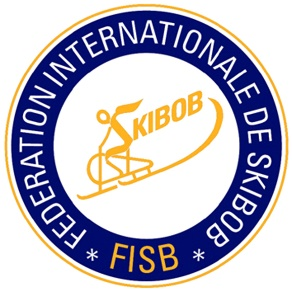 FEDERATION INTERNATIONALE DE SKIBOB
SKIBOB
* FISB *